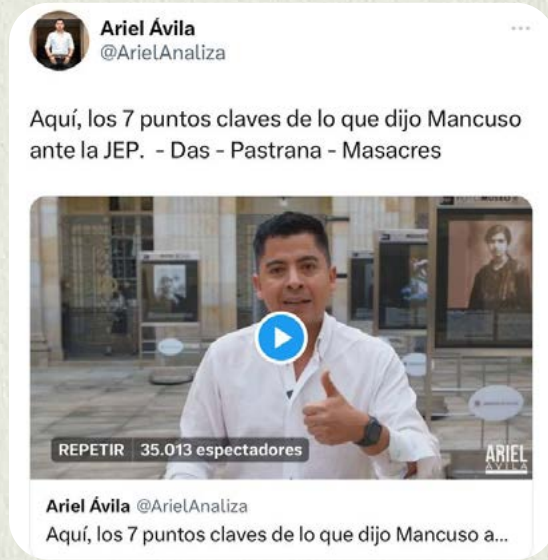 Ariel Ávila
@ArielAnaliza
Aquí, los 7 puntos claves de lo que dijo Mancuso
ante la JEP. - Das - Pastrana - Masacres
REPETIR 35.013 espectadores
ARIEL
ÁVILA
Ariel Ávila @ArielAnaliza
Aquí, los 7 puntos claves de lo que dijo Mancuso a...